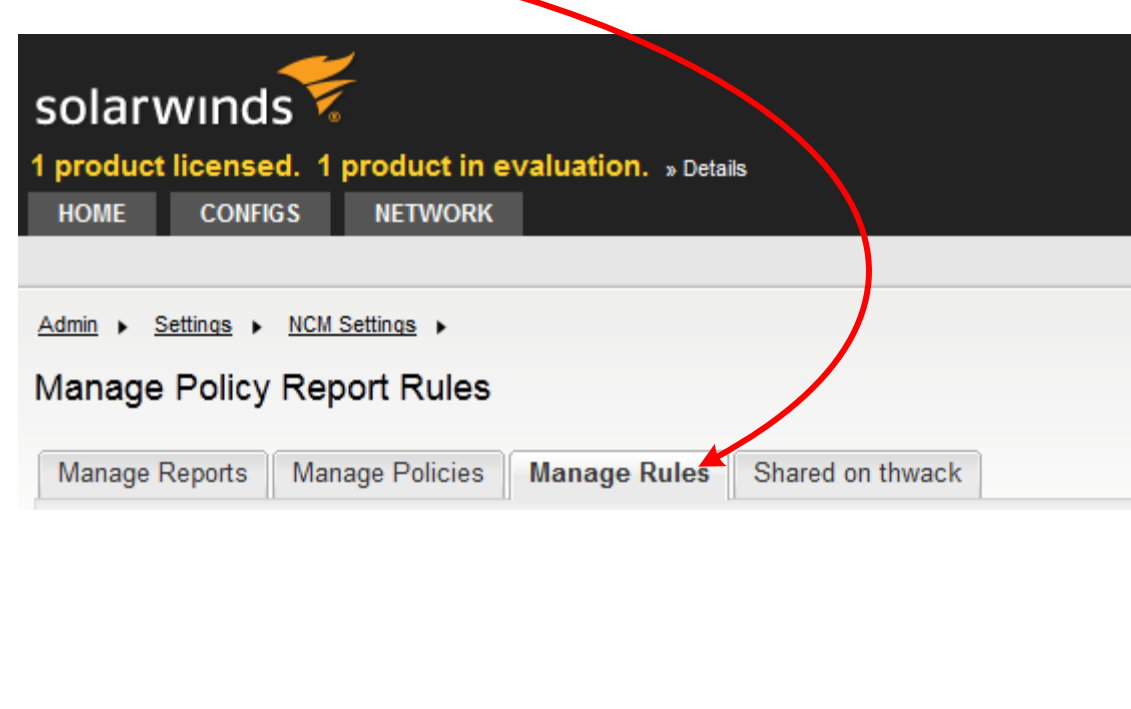 solarwinds
1 product licensed. 1 product in evaluation. » Details
HOME CONFIGS NETWORK
Admin ▸ Settings ▸ NCM Settings ▸
Manage Policy Report Rules
Manage Reports Manage Policies Manage Rules Shared on thwack